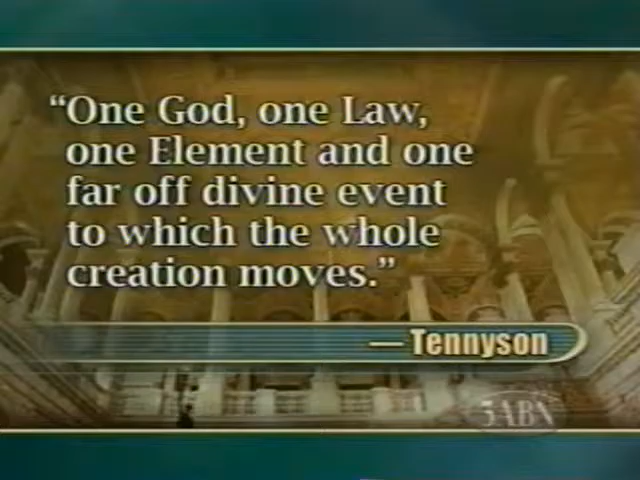 “One God, one Law,
one Element and one
far off divine event
to which the whole
creation moves.”
— Tennyson
3ABN